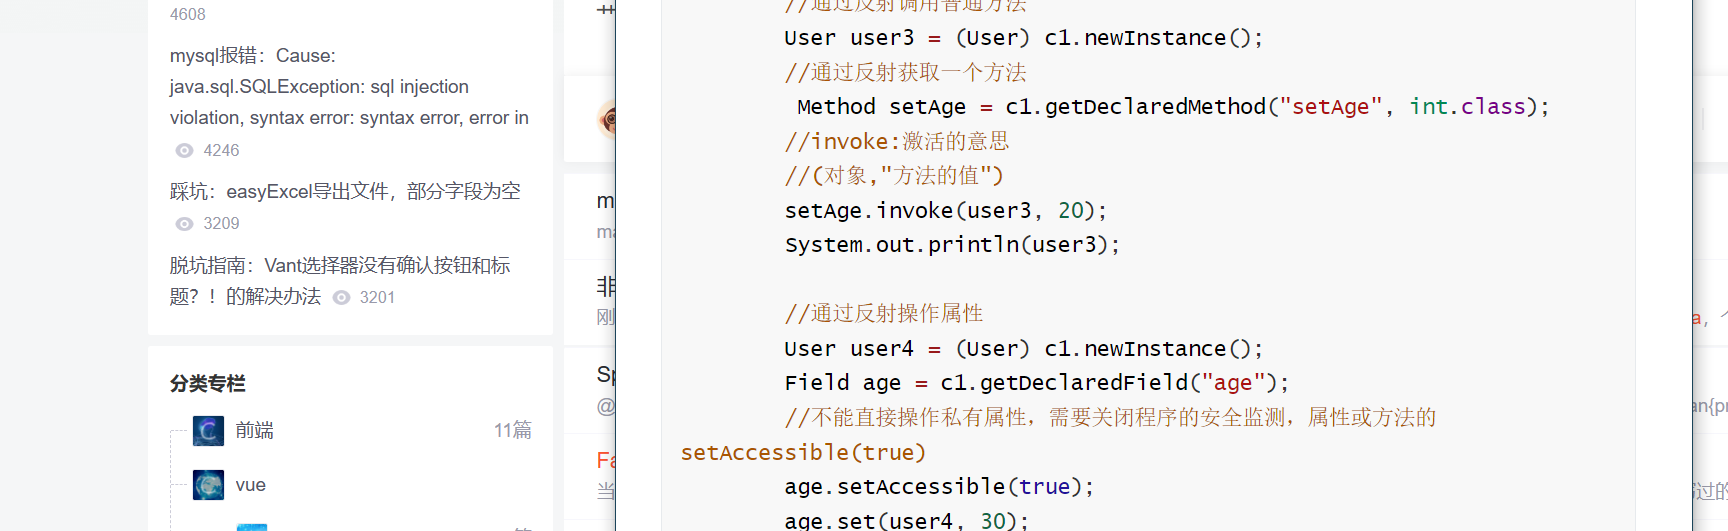 4608
mysql报错：Cause:
java.sql.SQLException: sql injection
violation, syntax error: syntax error, error in
4246
踩坑：easyExcel导出文件，部分字段为空
3209
脱坑指南：Vant选择器没有确认按钮和标
题？！的解决办法 3201
分类专栏
前端 11篇
vue
m
ma
非
刚
Sp
@
Fa
当
//通过反射调用普通方法
User user3 = (User) c1.newInstance();
//通过反射获取一个方法
Method setAge = c1.getDeclaredMethod("setAge", int.class);
//invoke:激活的意思
//(对象,"方法的值")
setAge.invoke(user3, 20);
System.out.println(user3);
//通过反射操作属性
User user4 = (User) c1.newInstance();
Field age = c1.getDeclaredField("age");
//不能直接操作私有属性，需要关闭程序的安全监测，属性或方法的
setAccessible(true)
age.setAccessible(true);
age.set(user4, 30);
a，
an{pr
过的